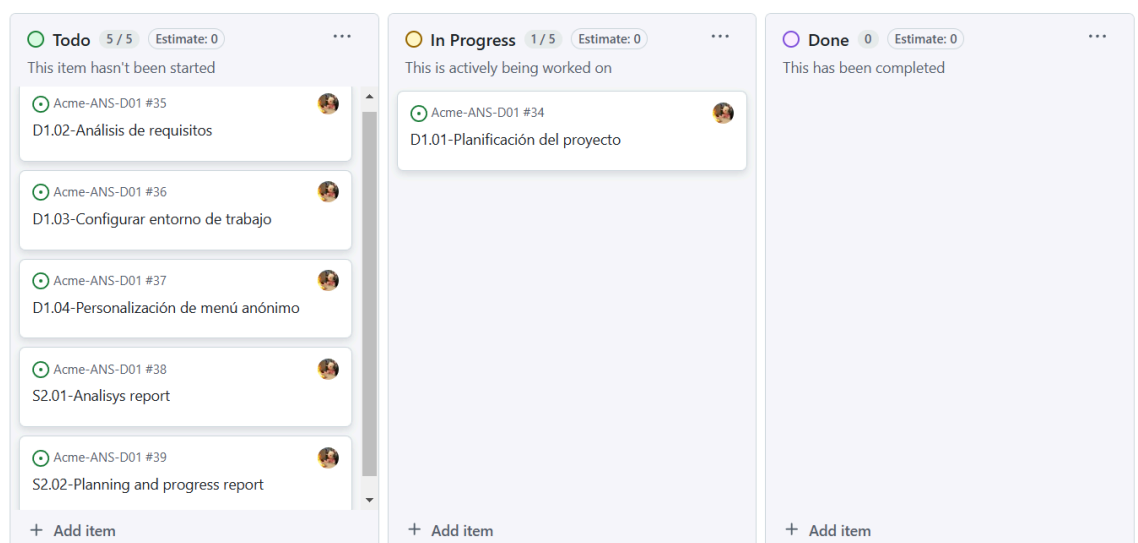 Todo 5 / 5 Estimate: 0 ...
This item hasn't been started
Acme-ANS-D01 #35
D1.02-Análisis de requisitos
Acme-ANS-D01 #36
D1.03-Configurar entorno de trabajo
Acme-ANS-D01 #37
D1.04-Personalización de menú anónimo
Acme-ANS-D01 #38
S2.01-Analisys report
Acme-ANS-D01 #39
S2.02-Planning and progress report
+ Add item
In Progress 1 / 5 Estimate: 0 ...
This is actively being worked on
Acme-ANS-D01 #34
D1.01-Planificación del proyecto
+ Add item
Done 0 Estimate: 0 ...
This has been completed
+ Add item